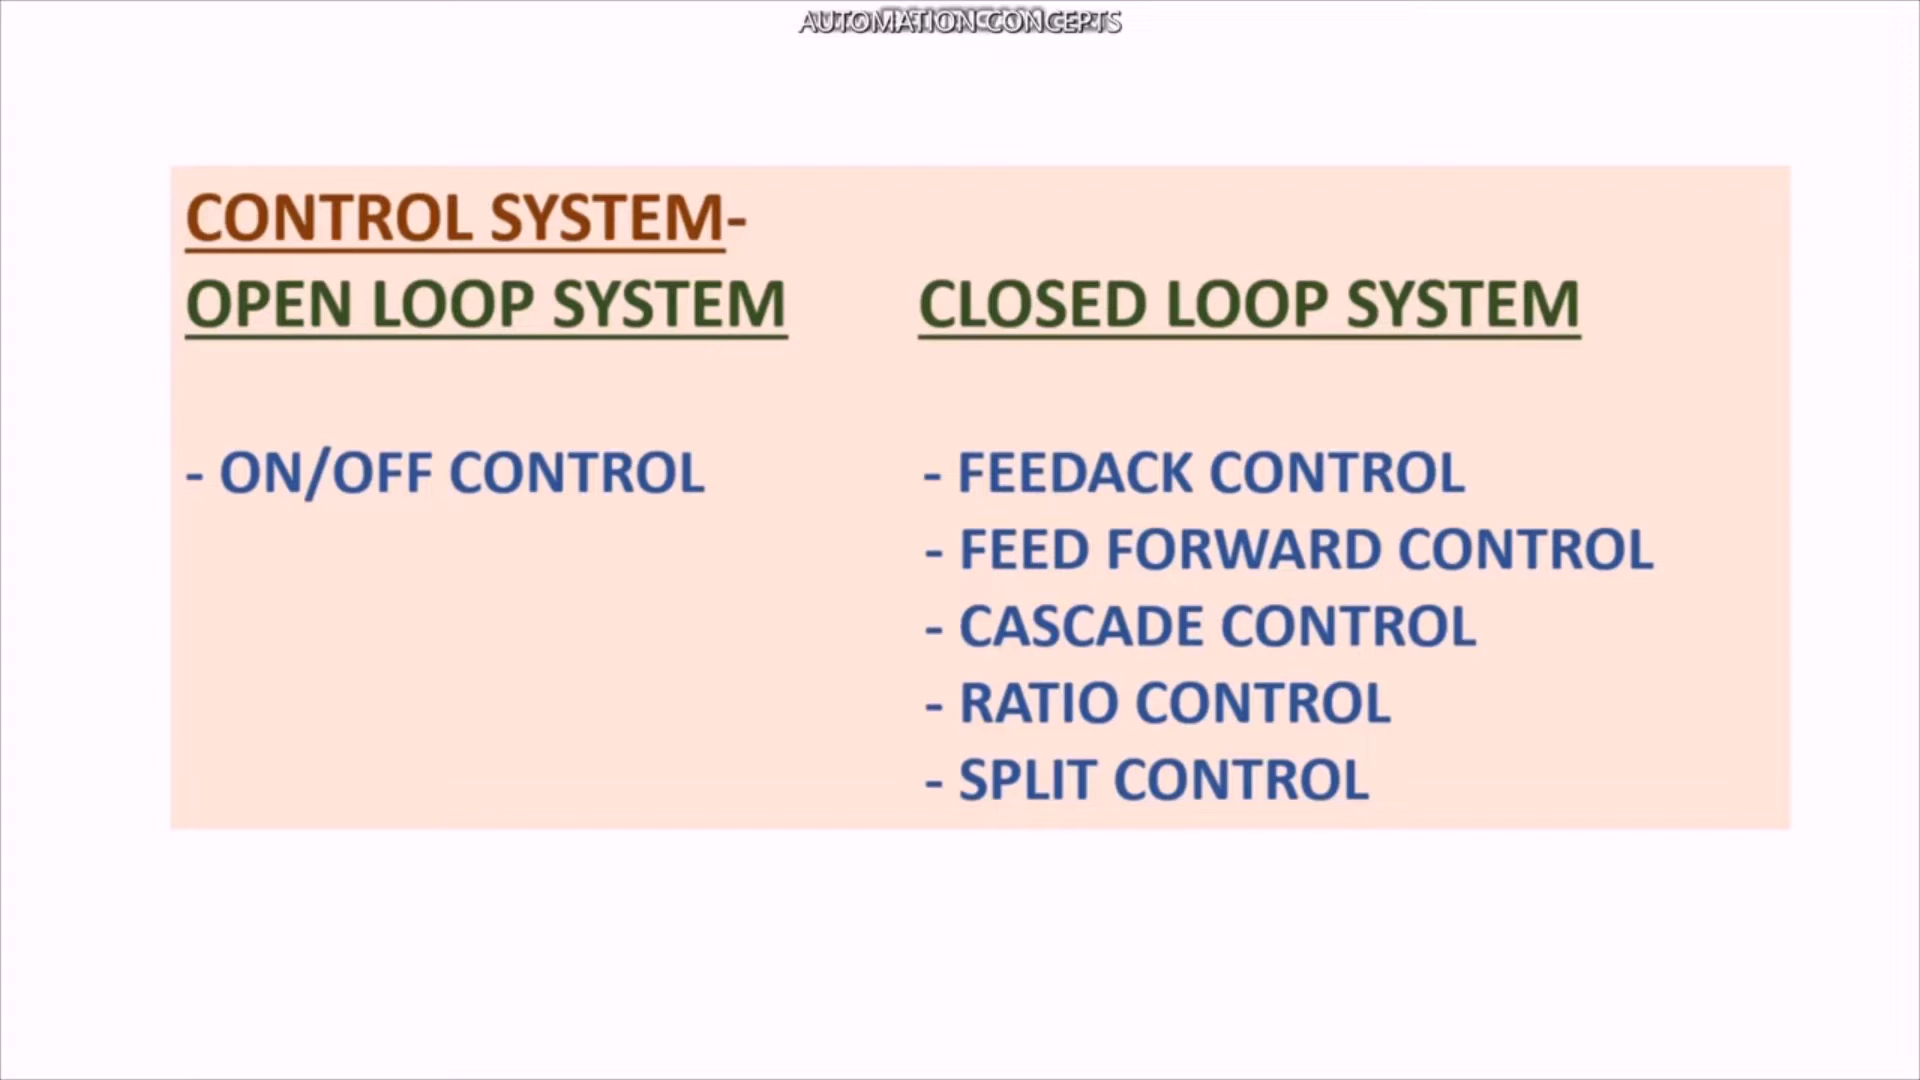 AUTOMATION CONCEPTS
CONTROL SYSTEM-
OPEN LOOP SYSTEM CLOSED LOOP SYSTEM
- ON/OFF CONTROL - FEEDACK CONTROL
- FEED FORWARD CONTROL
- CASCADE CONTROL
- RATIO CONTROL
- SPLIT CONTROL